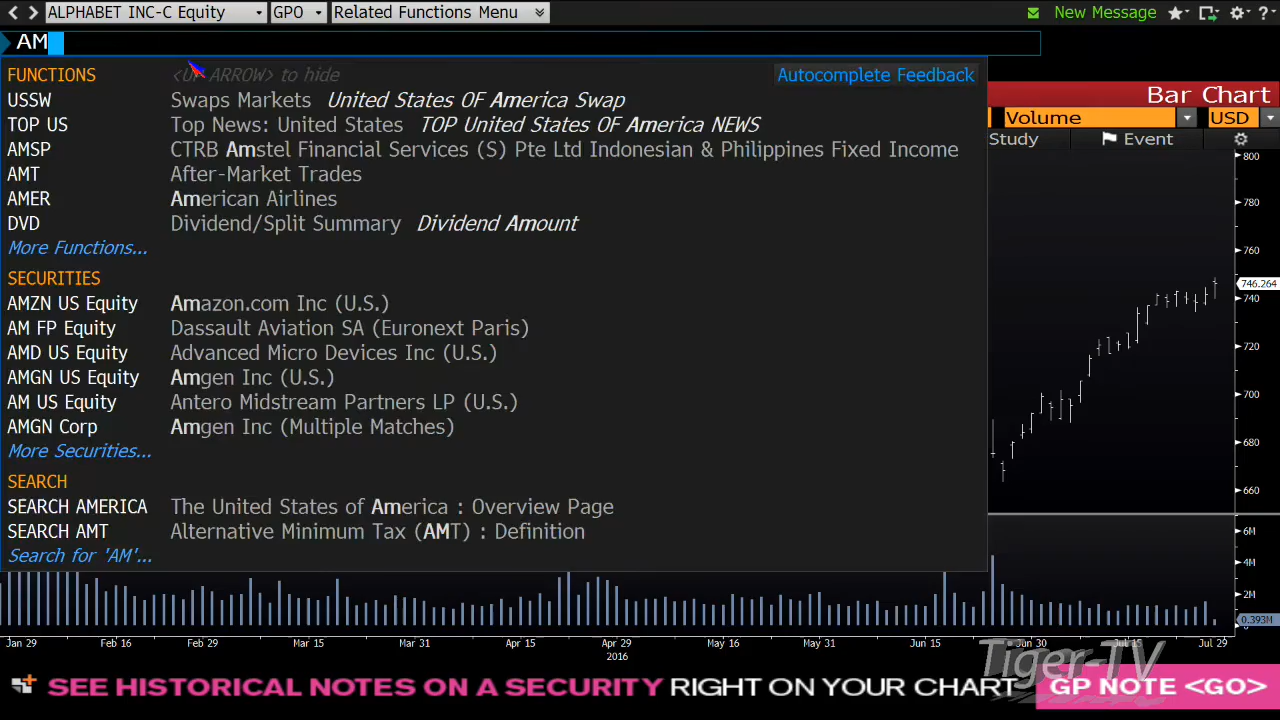 ALPHABET INC-C Equity GPO Related Functions Menu New Message ?
AM
FUNCTIONS ARROW> to hide Autocomplete Feedback
USSW Swaps Markets United States OF America Swap
Bar Chart
TOP US Top News: United States TOP United States OF America NEWS
Volume USD
AMSP CTRB Amstel Financial Services (S) Pte Ltd Indonesian & Philippines Fixed Income
Study Event
AMT After-Market Trades
AMER American Airlines
DVD Dividend/Split Summary Dividend Amount
More Functions...
SECURITIES
AMZN US Equity Amazon.com Inc (U.S.)
AM FP Equity Dassault Aviation SA (Euronext Paris)
AMD US Equity Advanced Micro Devices Inc (U.S.)
AMGN US Equity Amgen Inc (U.S.)
AM US Equity Antero Midstream Partners LP (U.S.)
AMGN Corp Amgen Inc (Multiple Matches)
More Securities...
SEARCH
SEARCH AMERICA The United States of America : Overview Page
SEARCH AMT Alternative Minimum Tax (AMT) : Definition
Search for 'AM'...
800
780
760
746.264
740
720
700
680
660
6M
4M
2M
0.393M
0
Jan 29 Feb 16 Feb 29 Mar 15 Mar 31 Apr 15 Apr 29 May 16 May 31 Jun 15 Jun 30 Jul 15 Jul 29
2016
Tiger-TV
SEE HISTORICAL NOTES ON A SECURITY RIGHT ON YOUR CHART GP NOTE <GO>